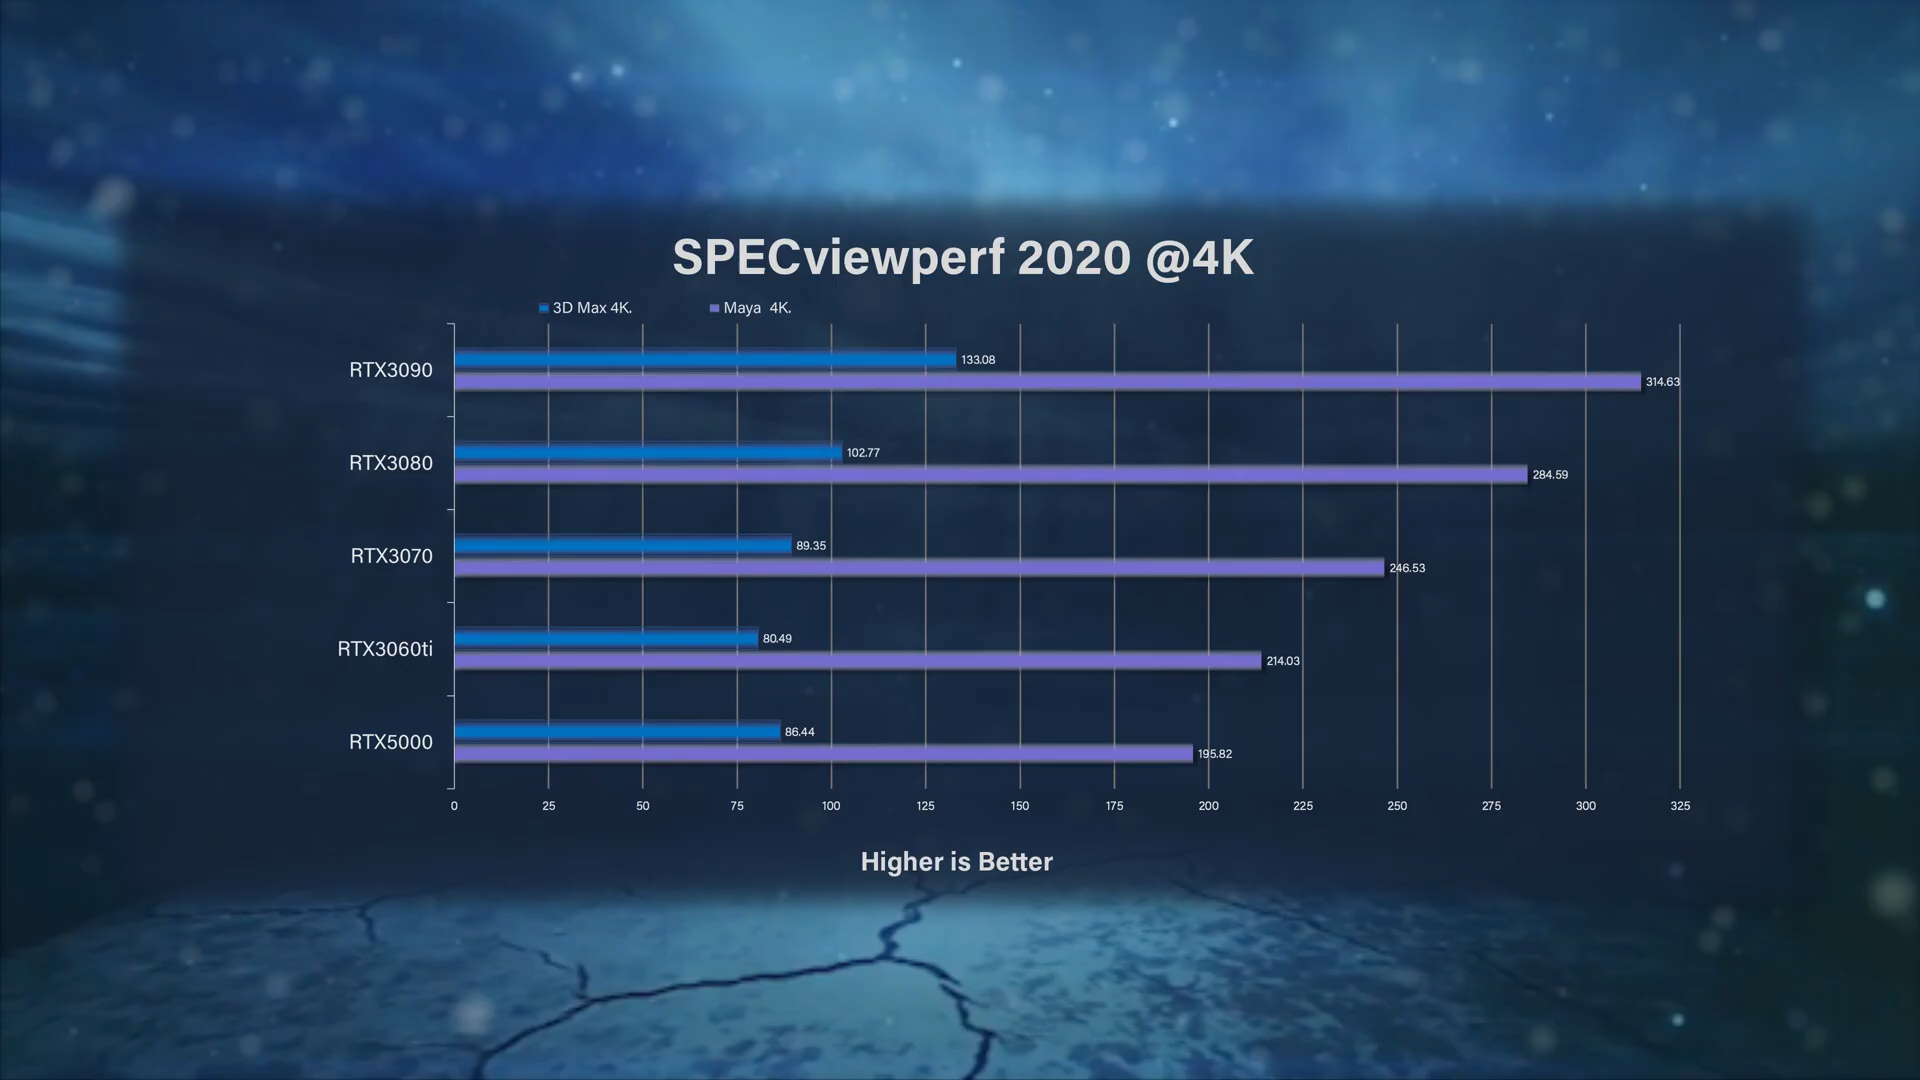 SPECviewperf 2020 @4K
3D Max 4K. Maya 4K.
RTX3090 133.08
314.63
RTX3080 102.77
284.59
RTX3070 89.35
246.53
RTX3060ti 80.49
214.03
RTX5000 86.44
195.82
0 25 50 75 100 125 150 175 200 225 250 275 300 325
Higher is Better